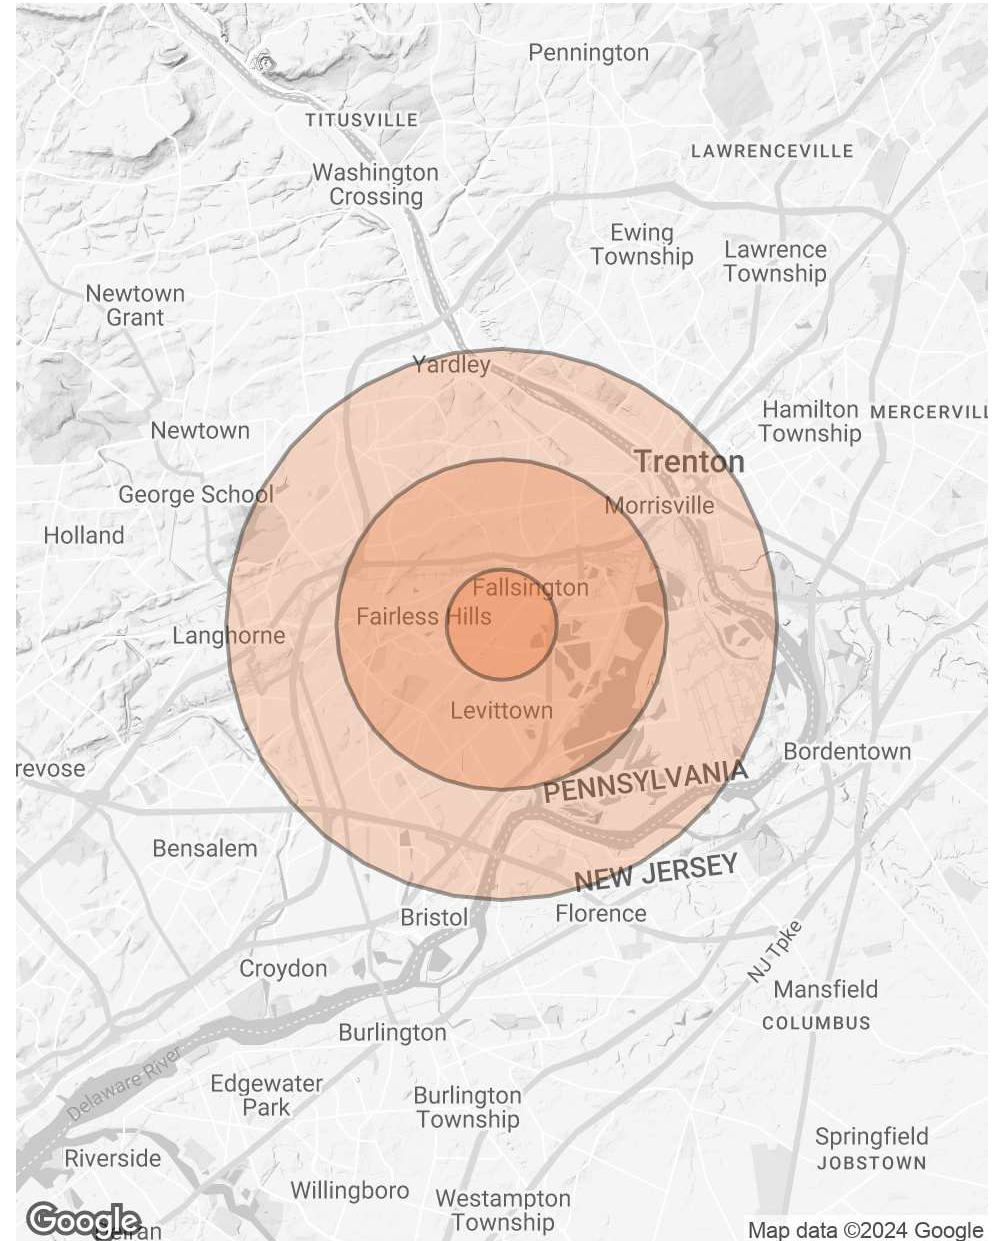 Pennington
TITUSVILLE
LAWRENCEVILLE
Washington
Crossing
Ewing
Township
Lawrence
Township
Newtown
Grant
Yardley
Hamilton
Township
MERCERVILL
Newtown
Trenton
George School
Morrisville
Holland
Fallsington
Fairless Hills
Langhorne
Levittown
Bordentown
revose
PENNSYLVANIA
Bensalem
NEW JERSEY
Bristol
Florence
NJ Tpke
Croydon
Mansfield
COLUMBUS
Burlington
Delaware River
Edgewater
Park
Burlington
Township
Springfield
JOBSTOWN
Riverside
Willingboro
Westampton
Township
Google
Map data ©2024 Google